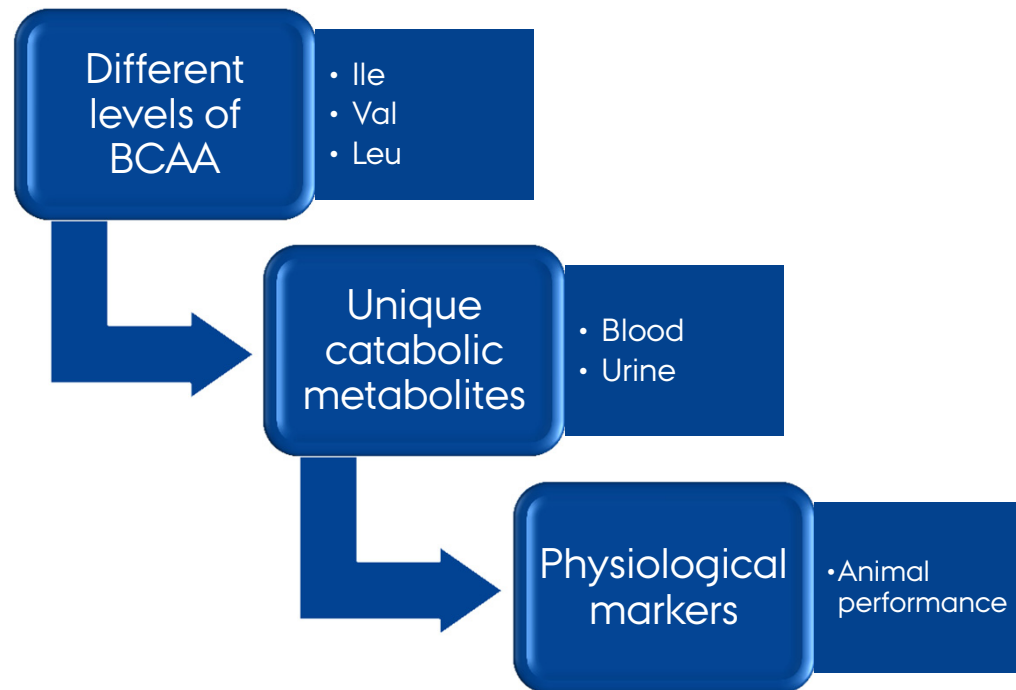 Different
levels of
BCAA
• Ile
• Val
• Leu
Unique
catabolic
metabolites
• Blood
• Urine
Physiological
markers
•Animal
performance